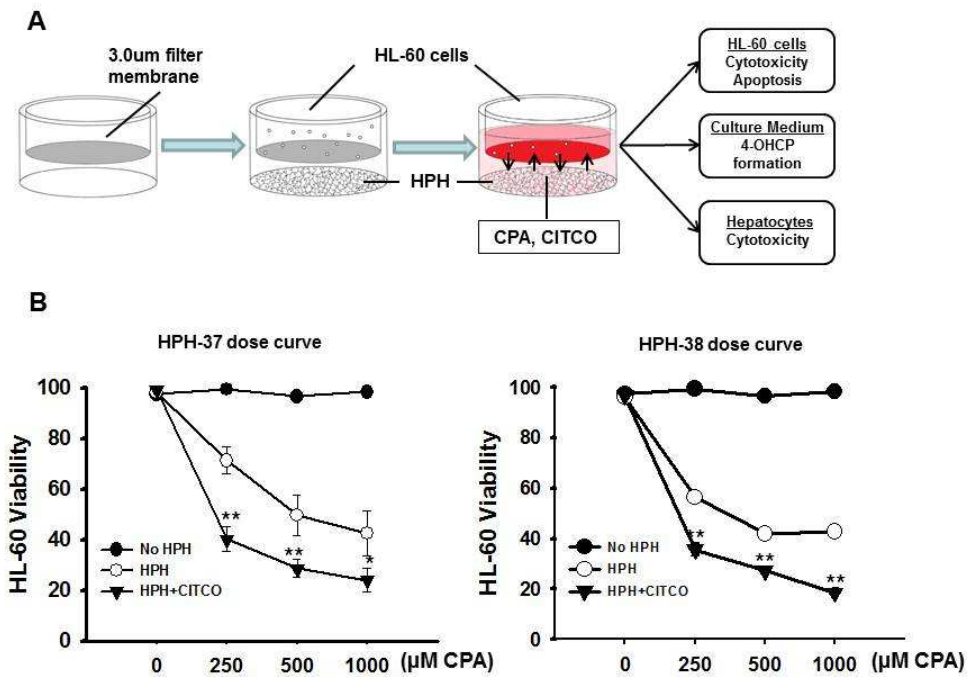 A
3.0um filter
membrane
HL-60 cells
HPH
CPA, CITCO
HL-60 cells
Cytotoxicity
Apoptosis
Culture Medium
4-OHCP
formation
Hepatocytes
Cytotoxicity
B
HPH-37 dose curve
HL-60 Viability
100
80
60
40
20
0
**
**
*
No HPH
HPH
HPH+CITCO
0 250 500 1000 (µM CPA)
HPH-38 dose curve
HL-60 Viability
100
80
60
40
20
0
**
**
**
No HPH
HPH
HPH+CITCO
0 250 500 1000 (µM CPA)